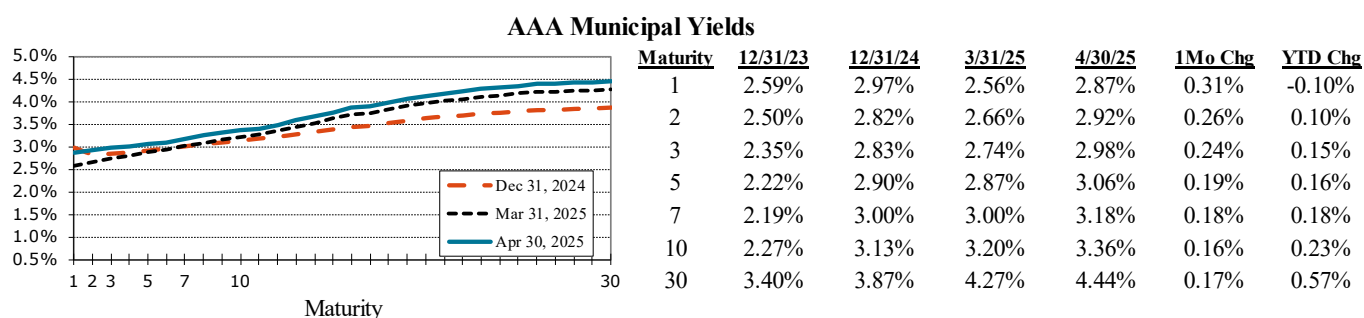 AAA Municipal Yields
5.0%
4.5%
4.0%
3.5%
3.0%
2.5%
2.0%
1.5%
1.0%
0.5%
Dec 31, 2024
Mar 31, 2025
Apr 30, 2025
1 2 3 5 7 10 30
Maturity
Maturity 12/31/23 12/31/24 3/31/25 4/30/25 1Mo Chg YTD Chg
1 2.59% 2.97% 2.56% 2.87% 0.31% -0.10%
2 2.50% 2.82% 2.66% 2.92% 0.26% 0.10%
3 2.35% 2.83% 2.74% 2.98% 0.24% 0.15%
5 2.22% 2.90% 2.87% 3.06% 0.19% 0.16%
7 2.19% 3.00% 3.00% 3.18% 0.18% 0.18%
10 2.27% 3.13% 3.20% 3.36% 0.16% 0.23%
30 3.40% 3.87% 4.27% 4.44% 0.17% 0.57%